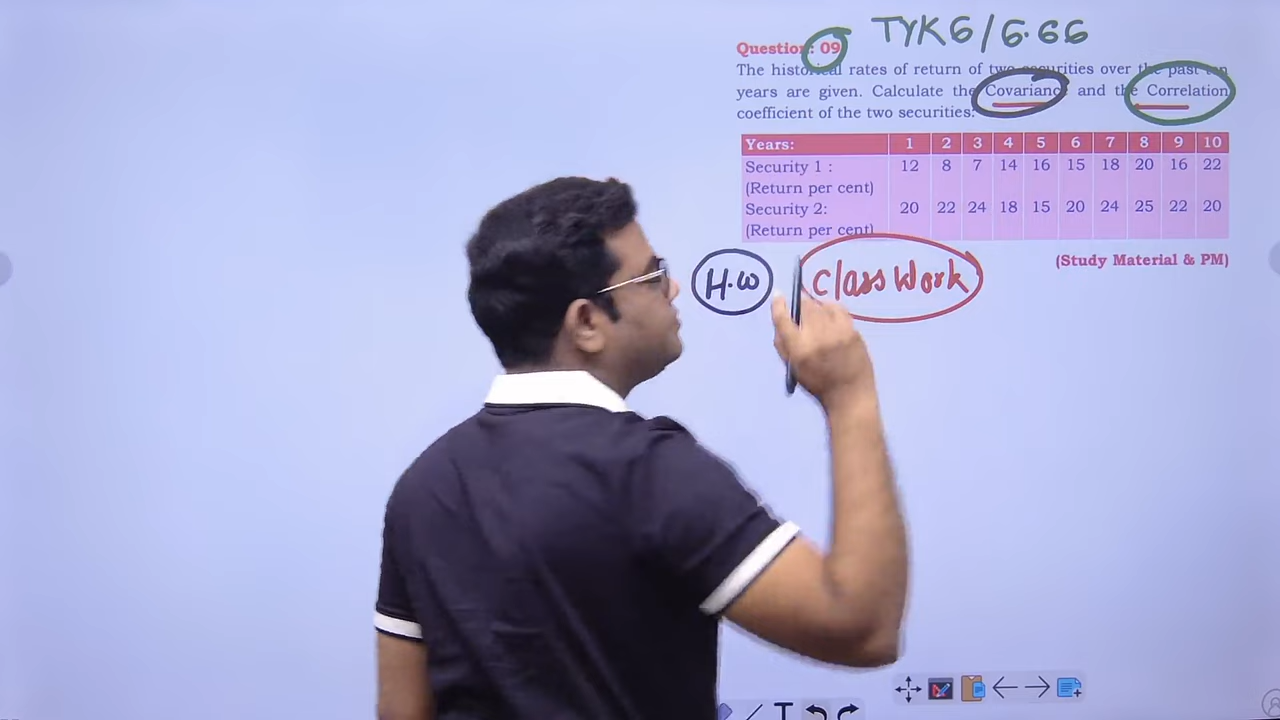 TYK6/6.66
Question: 09
The historical rates of return of two securities over the past ten
years are given. Calculate the Covariance and the Correlation
coefficient of the two securities:
Years: 1 2 3 4 5 6 7 8 9 10
Security 1 : 12 8 7 14 16 15 18 20 16 22
(Return per cent)
Security 2: 20 22 24 18 15 20 24 25 22 20
(Return per cent)
(Study Material & PM)
H.W Class Work
T